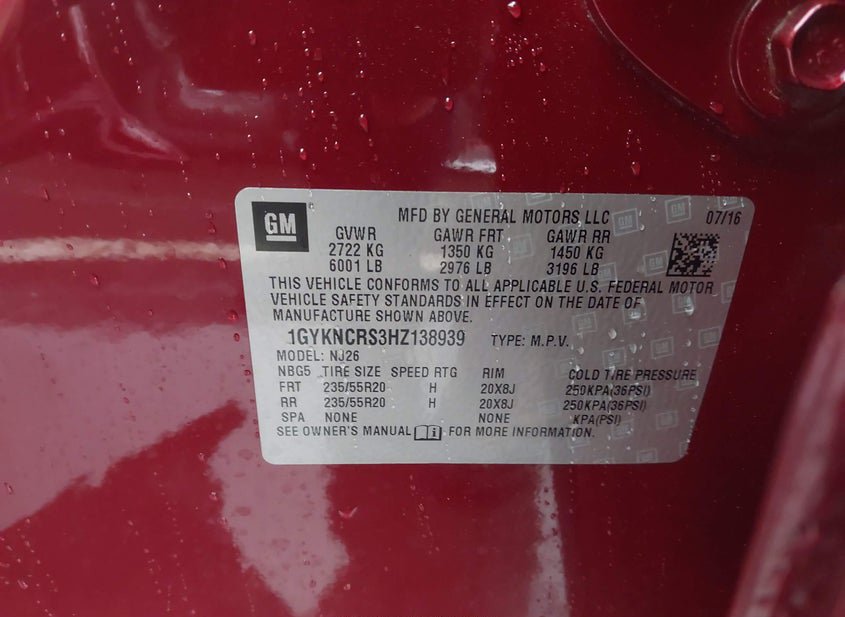 GM
MFD BY GENERAL MOTORS LLC 07/16
GVWR GAWR FRT GAWR RR
2722 KG 1350 KG 1450 KG
6001 LB 2976 LB 3196 LB
THIS VEHICLE CONFORMS TO ALL APPLICABLE U.S. FEDERAL MOTOR
VEHICLE SAFETY STANDARDS IN EFFECT ON THE DATE OF
MANUFACTURE SHOWN ABOVE.
1GYKNCRS3HZ138939 TYPE: M.P.V.
MODEL: NJ26
NBG5 TIRE SIZE SPEED RTG RIM COLD TIRE PRESSURE
FRT 235/55R20 H 20X8J 250KPA(36PSI)
RR 235/55R20 H 20X8J 250KPA(36PSI)
SPA NONE NONE KPA(PSI)
SEE OWNER'S MANUAL FOR MORE INFORMATION.